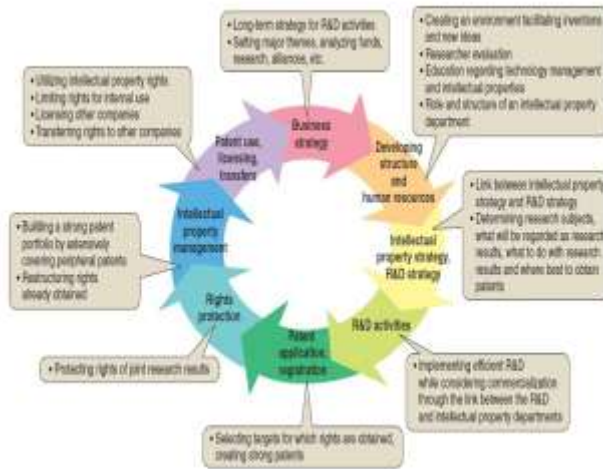 • Long-term strategy for R&D activities
• Setting major themes, analyzing funds,
research, alliances, etc.
• Creating an environment facilitating inventions
and new ideas
• Researcher evaluation
• Education regarding technology management
and intellectual properties
• Role and structure of an intellectual property
department
• Utilizing intellectual property rights
• Limiting rights for internal use
• Licensing other companies
• Transferring rights to other companies
Business
strategy
Patent use,
licensing,
transfers
Developing
structure
and
human resources
• Link between intellectual property
strategy and R&D strategy
• Determining research subjects,
what will be regarded as research
results, what to do with research
results and where best to obtain
patents
• Building a strong patent
portfolio by extensively
covering peripheral patents
• Restructuring rights
already obtained
Intellectual
property
management
Intellectual
property strategy,
R&D strategy
Rights
protection
R&D activities
Patent
application,
registration
• Protecting rights of joint research results
• Implementing efficient R&D
while considering commercialization
through the link between the R&D
and intellectual property departments
• Selecting targets for which rights are obtained,
creating strong patents